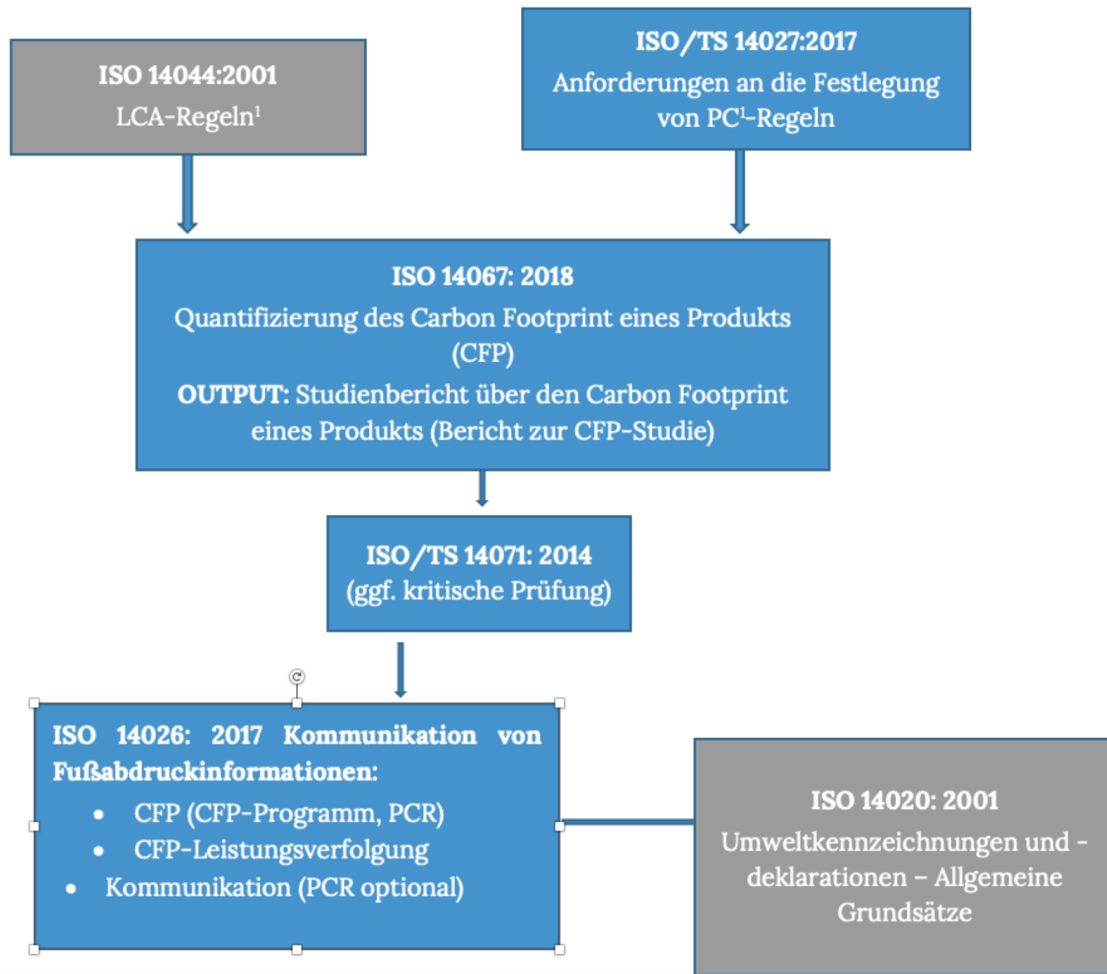 ISO 14044:2001
LCA-Regeln¹
ISO/TS 14027:2017
Anforderungen an die Festlegung
von PC¹-Regeln
ISO 14067: 2018
Quantifizierung des Carbon Footprint eines Produkts
(CFP)
OUTPUT: Studienbericht über den Carbon Footprint
eines Produkts (Bericht zur CFP-Studie)
ISO/TS 14071: 2014
(ggf. kritische Prüfung)
ISO 14026: 2017 Kommunikation von
Fußabdruckinformationen:
• CFP (CFP-Programm, PCR)
• CFP-Leistungsverfolgung
• Kommunikation (PCR optional)
ISO 14020: 2001
Umweltkennzeichnungen und -
deklarationen – Allgemeine
Grundsätze